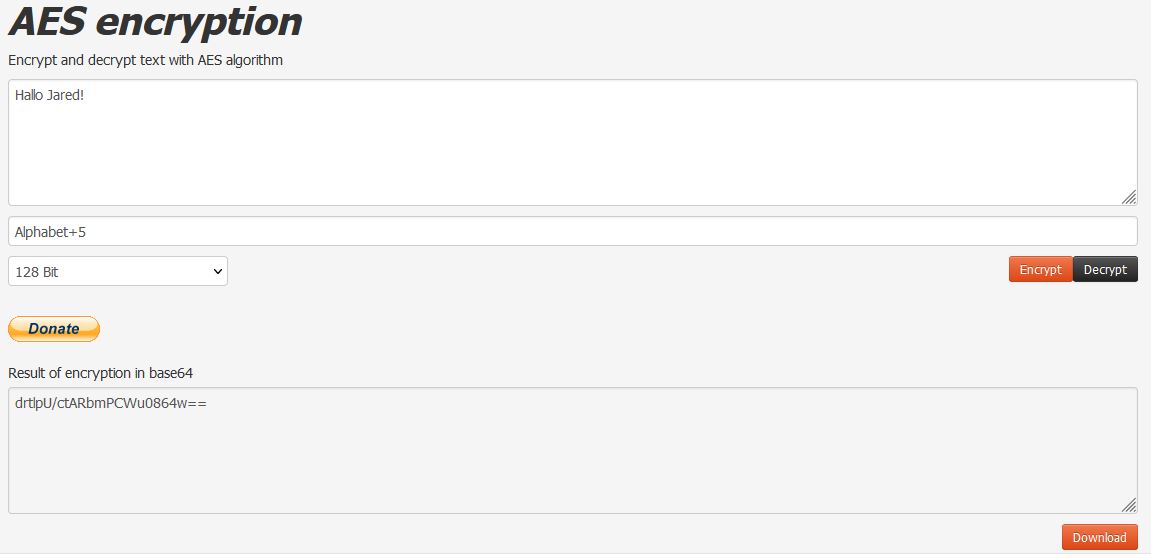 AES encryption
Encrypt and decrypt text with AES algorithm
Hallo Jared!
Alphabet+5
128 Bit
Encrypt Decrypt
Donate
Result of encryption in base64
drtlpU/ctARbmPCWu0864w==
Download